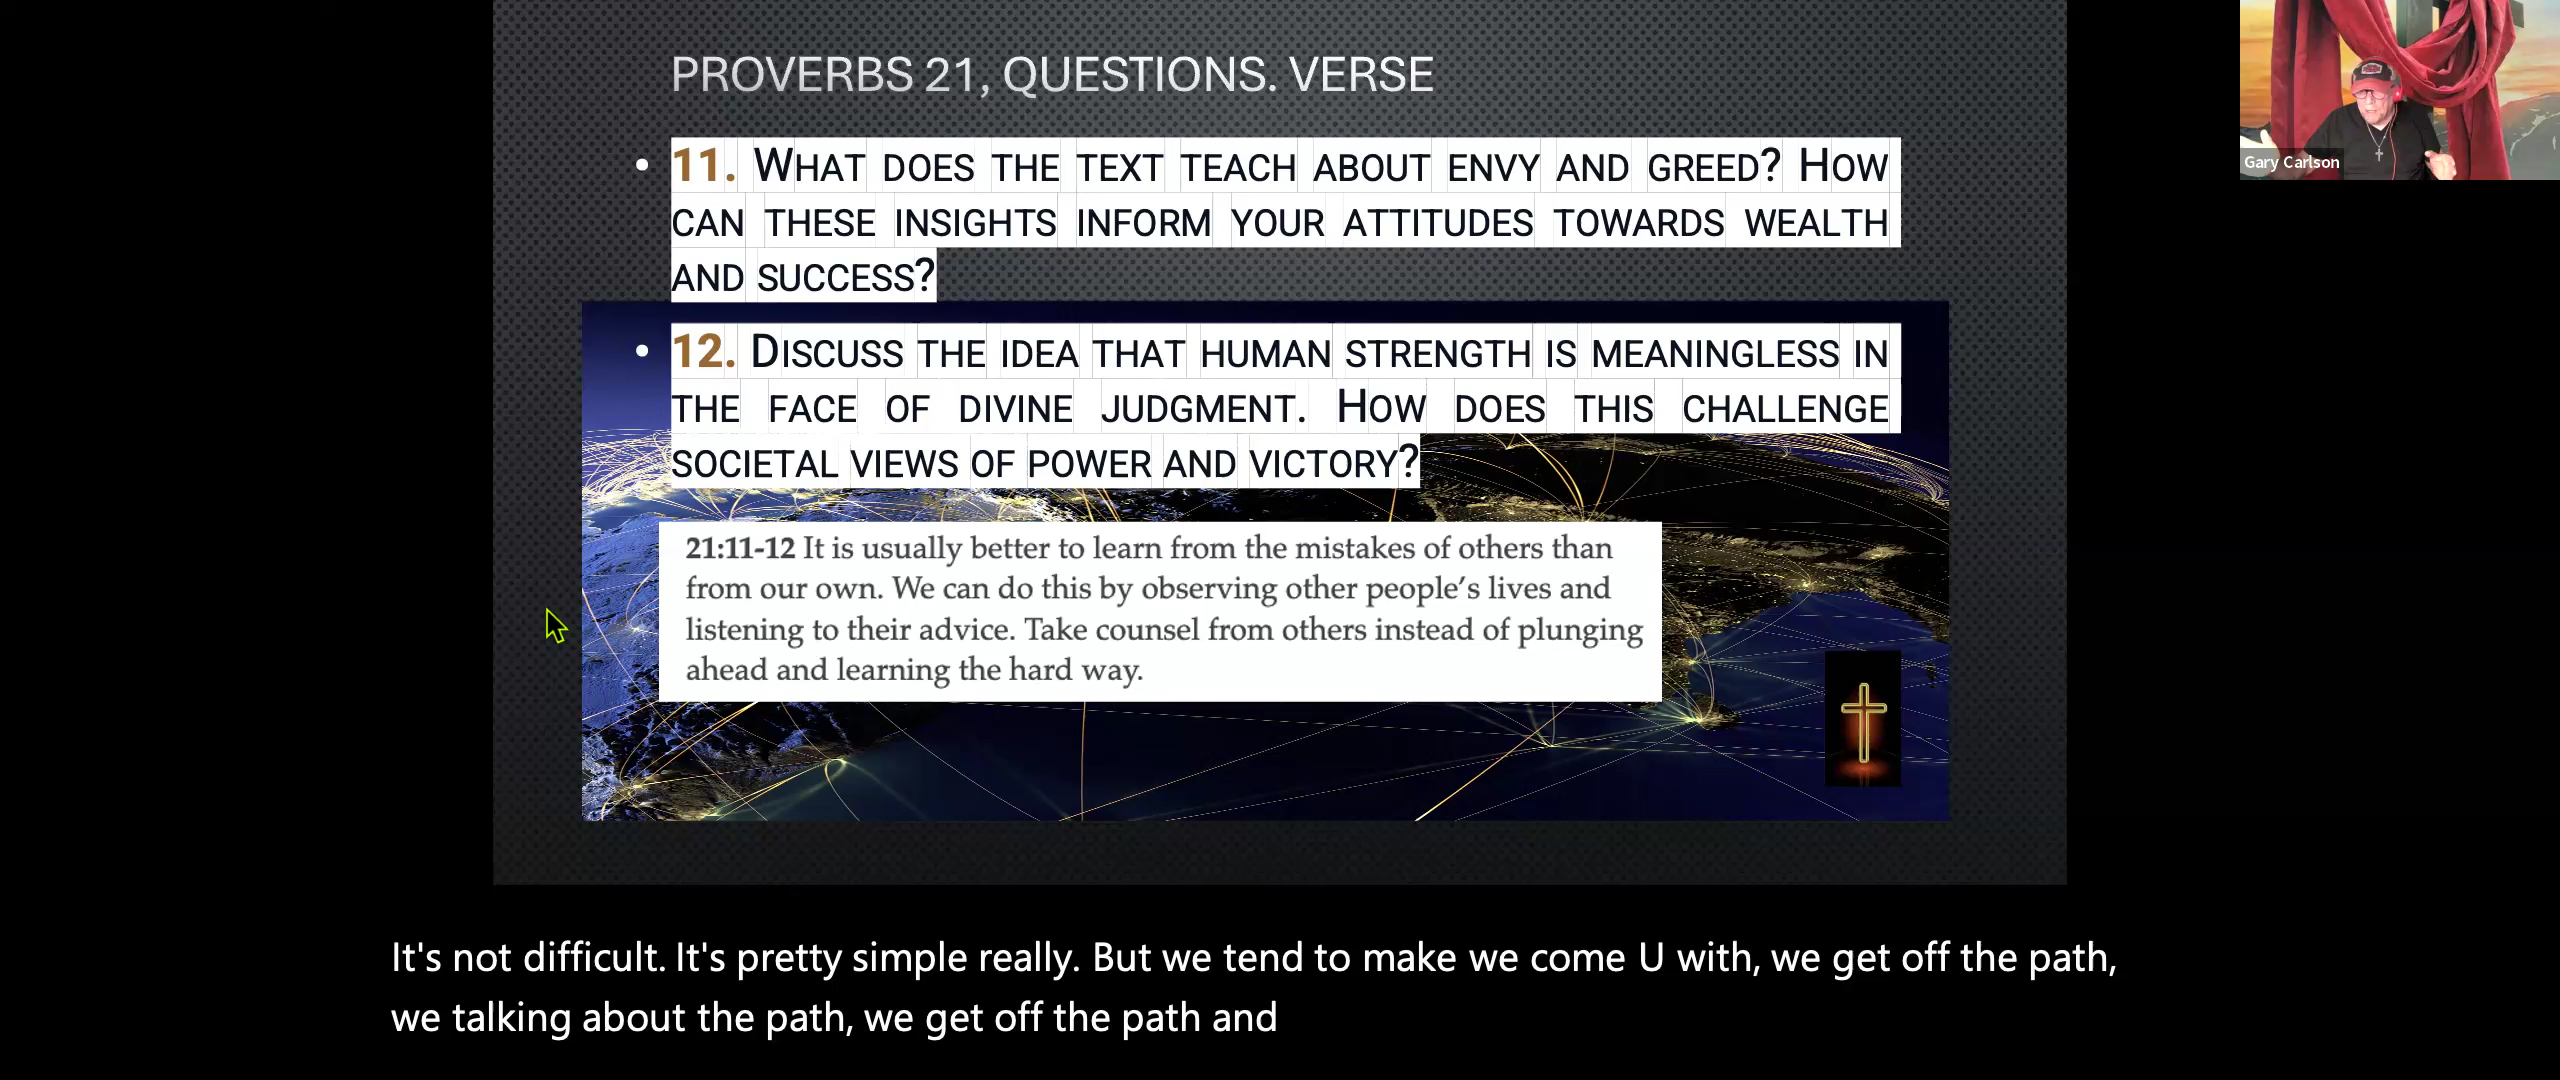 PROVERBS 21, QUESTIONS. VERSE
Gary Carlson
• 11. WHAT DOES THE TEXT TEACH ABOUT ENVY AND GREED? HOW
CAN THESE INSIGHTS INFORM YOUR ATTITUDES TOWARDS WEALTH
AND SUCCESS?
• 12. DISCUSS THE IDEA THAT HUMAN STRENGTH IS MEANINGLESS IN
THE FACE OF DIVINE JUDGMENT. HOW DOES THIS CHALLENGE
SOCIETAL VIEWS OF POWER AND VICTORY?
21:11-12 It is usually better to learn from the mistakes of others than
from our own. We can do this by observing other people's lives and
listening to their advice. Take counsel from others instead of plunging
ahead and learning the hard way.
It's not difficult. It's pretty simple really. But we tend to make we come U with, we get off the path,
we talking about the path, we get off the path and